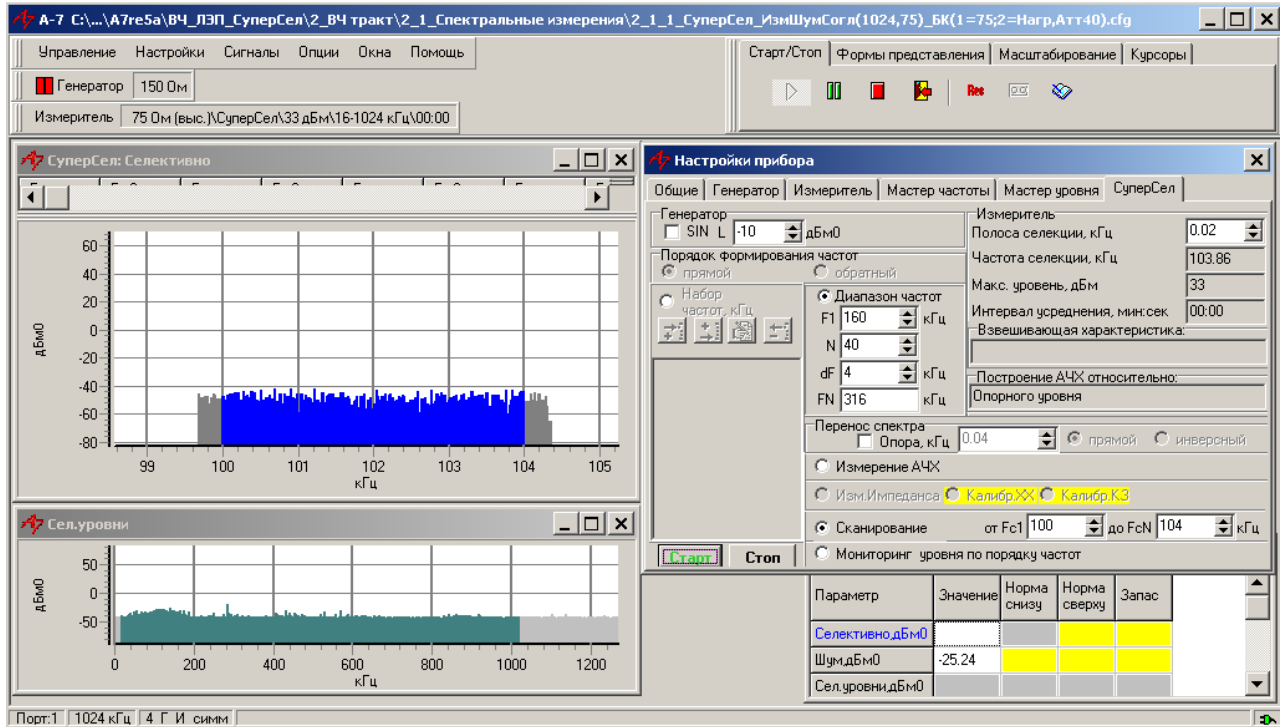 А-7 C:\...\A7re5a\ВЧ_ЛЭП_СуперСел\2_ВЧ тракт\2_1_Спектральные измерения\2_1_1_СуперСел_ИзмШумСогл(1024,75)_БК(1=75;2=Нагр,Атт40).cfg
Управление Настройки Сигналы Опции Окна Помощь
Генератор 150 Ом
Измеритель 75 Ом (выс.)\СуперСел\33 дБм\16-1024 кГц\00:00
Старт/Стоп Формы представления Масштабирование Курсоры
Rec
СуперСел: Селективно
60
40
20
0
-20
-40
-60
-80
дБм0
99 100 101 102 103 104 105
кГц
Сел.уровни
50
0
-50
дБм0
0 200 400 600 800 1000 1200
кГц
Настройки прибора
Общие Генератор Измеритель Мастер частоты Мастер уровня СуперСел
Генератор
SIN L -10 дБм0
Порядок формирования частот
прямой обратный
Набор частот, кГц
Диапазон частот
F1 160 кГц
N 40
dF 4 кГц
FN 316 кГц
Измеритель
Полоса селекции, кГц 0.02
Частота селекции, кГц 103.86
Макс. уровень, дБм 33
Интервал усреднения, мин:сек 00:00
Взвешивающая характеристика:
Построение АЧХ относительно:
Опорного уровня
Перенос спектра
Опора, кГц 0.04 прямой инверсный
Измерение АЧХ
Изм.Импеданса Калибр.ХХ Калибр.КЗ
Сканирование от Fc1 100 до FcN 104 кГц
Мониторинг уровня по порядку частот
Старт Стоп
Параметр Значение Норма снизу Норма сверху Запас
Селективно,дБм0
Шум,дБм0 -25.24
Сел.уровни,дБм0
Порт:1 1024 кГц 4 Г И симм